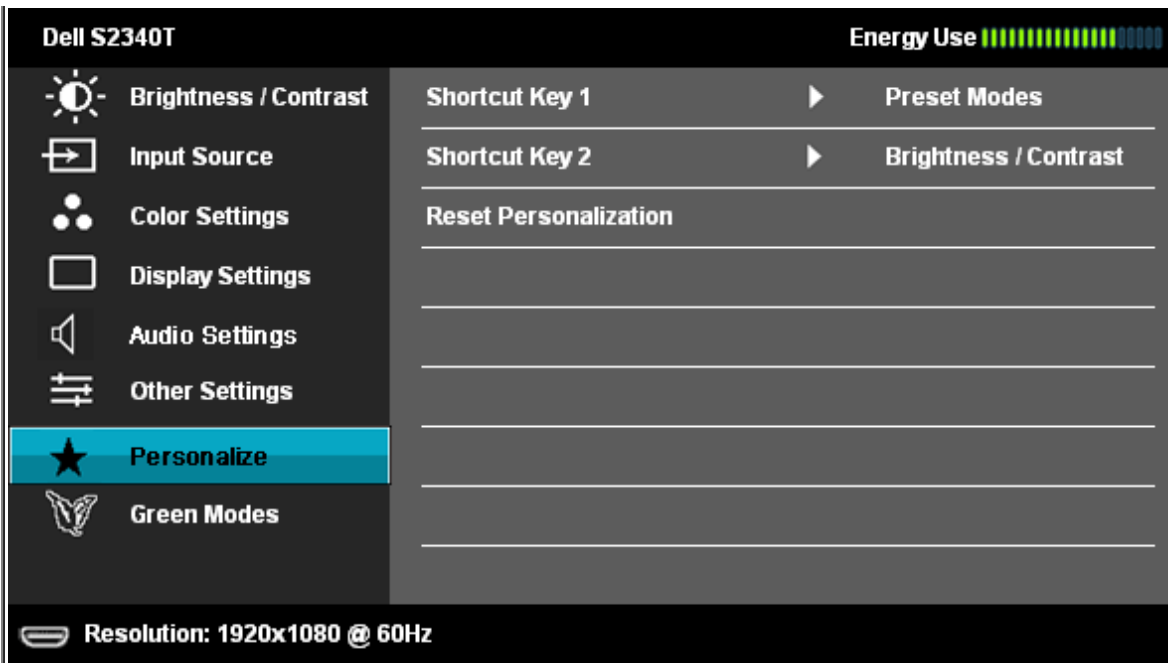 Dell S2340T Energy Use
Brightness / Contrast Shortcut Key 1 Preset Modes
Input Source Shortcut Key 2 Brightness / Contrast
Color Settings Reset Personalization
Display Settings
Audio Settings
Other Settings
Personalize
Green Modes
Resolution: 1920x1080 @ 60Hz